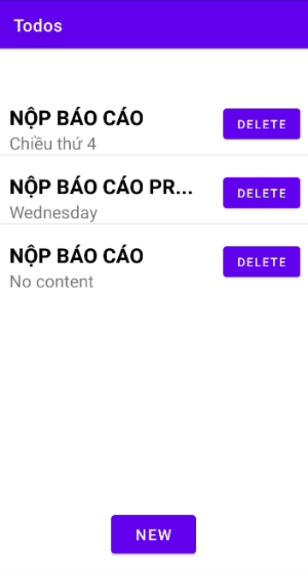 Todos
NỘP BÁO CÁO
DELETE
Chiều thứ 4
NỘP BÁO CÁO PR...
DELETE
Wednesday
NỘP BÁO CÁO
DELETE
No content
NEW